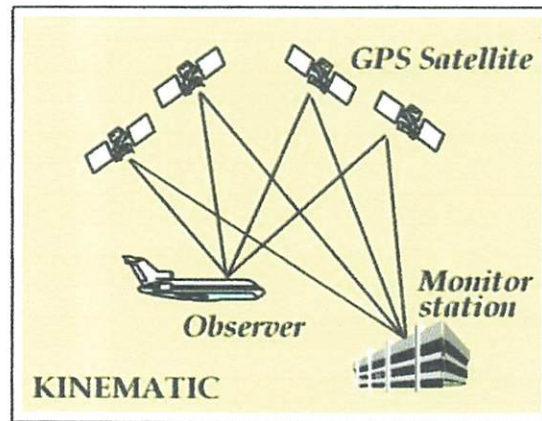 GPS Satellite
Monitor
station
Observer
KINEMATIC